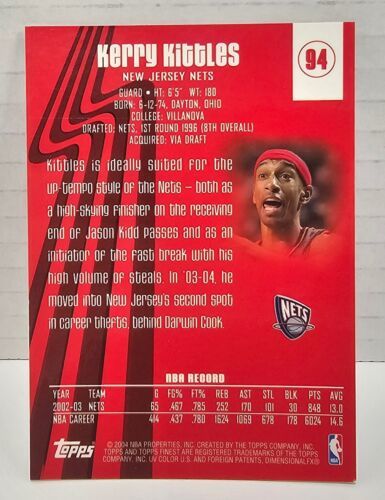 Kerry Kittles
94
NEW JERSEY NETS
GUARD • HT: 6'5" WT: 180
BORN: 6-12-74, DAYTON, OHIO
COLLEGE: VILLANOVA
DRAFTED: NETS, 1ST ROUND 1996 (8TH OVERALL)
ACQUIRED: VIA DRAFT
Kittles is ideally suited for the
up-tempo style of the Nets – both as
a high-skying finisher on the receiving
end of Jason Kidd passes and as an
initiator of the fast break with his
high volume of steals. In '03-04, he
moved into New Jersey's second spot
in career thefts, behind Darwin Cook.
NETS
NBA RECORD
YEAR TEAM G FG% FT% REB AST STL BLK PTS AVG
2002-03 NETS 65 .467 .785 252 170 101 30 848 13.0
NBA CAREER 414 .437 .780 1624 1069 678 178 6024 14.6
Topps
© 2004 NBA PROPERTIES, INC. CREATED BY THE TOPPS COMPANY, INC.
TOPPS AND TOPPS FINEST ARE REGISTERED TRADEMARKS OF THE TOPPS
COMPANY, INC. UV COLOR U.S. AND FOREIGN PATENTS, DIMENSIONALFX®
NBA